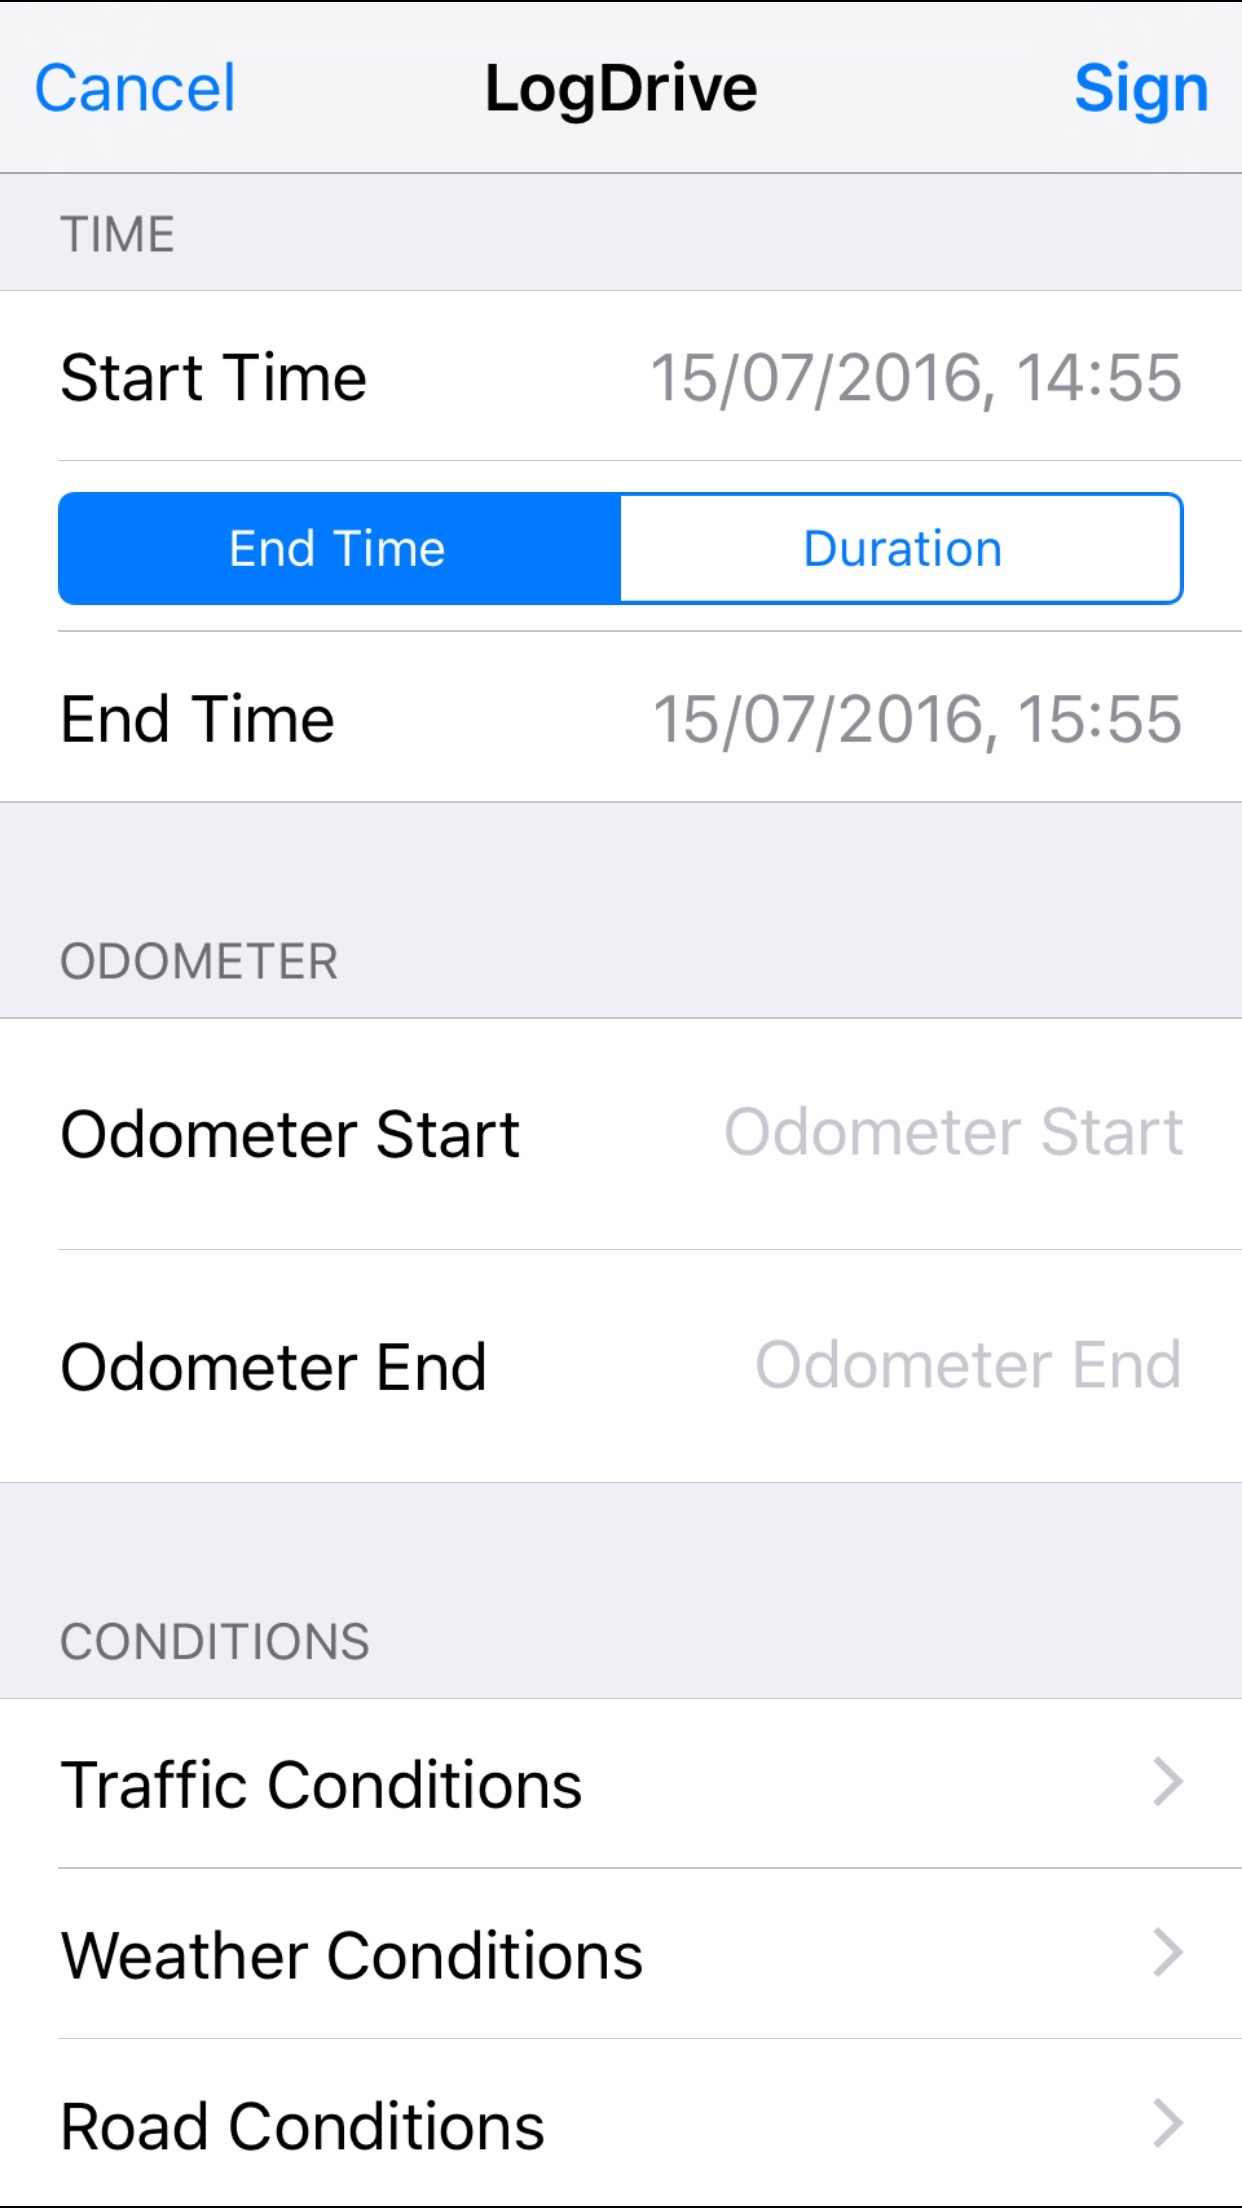 Cancel LogDrive Sign
TIME
Start Time 15/07/2016, 14:55
End Time Duration
End Time 15/07/2016, 15:55
ODOMETER
Odometer Start Odometer Start
Odometer End Odometer End
CONDITIONS
Traffic Conditions
Weather Conditions
Road Conditions